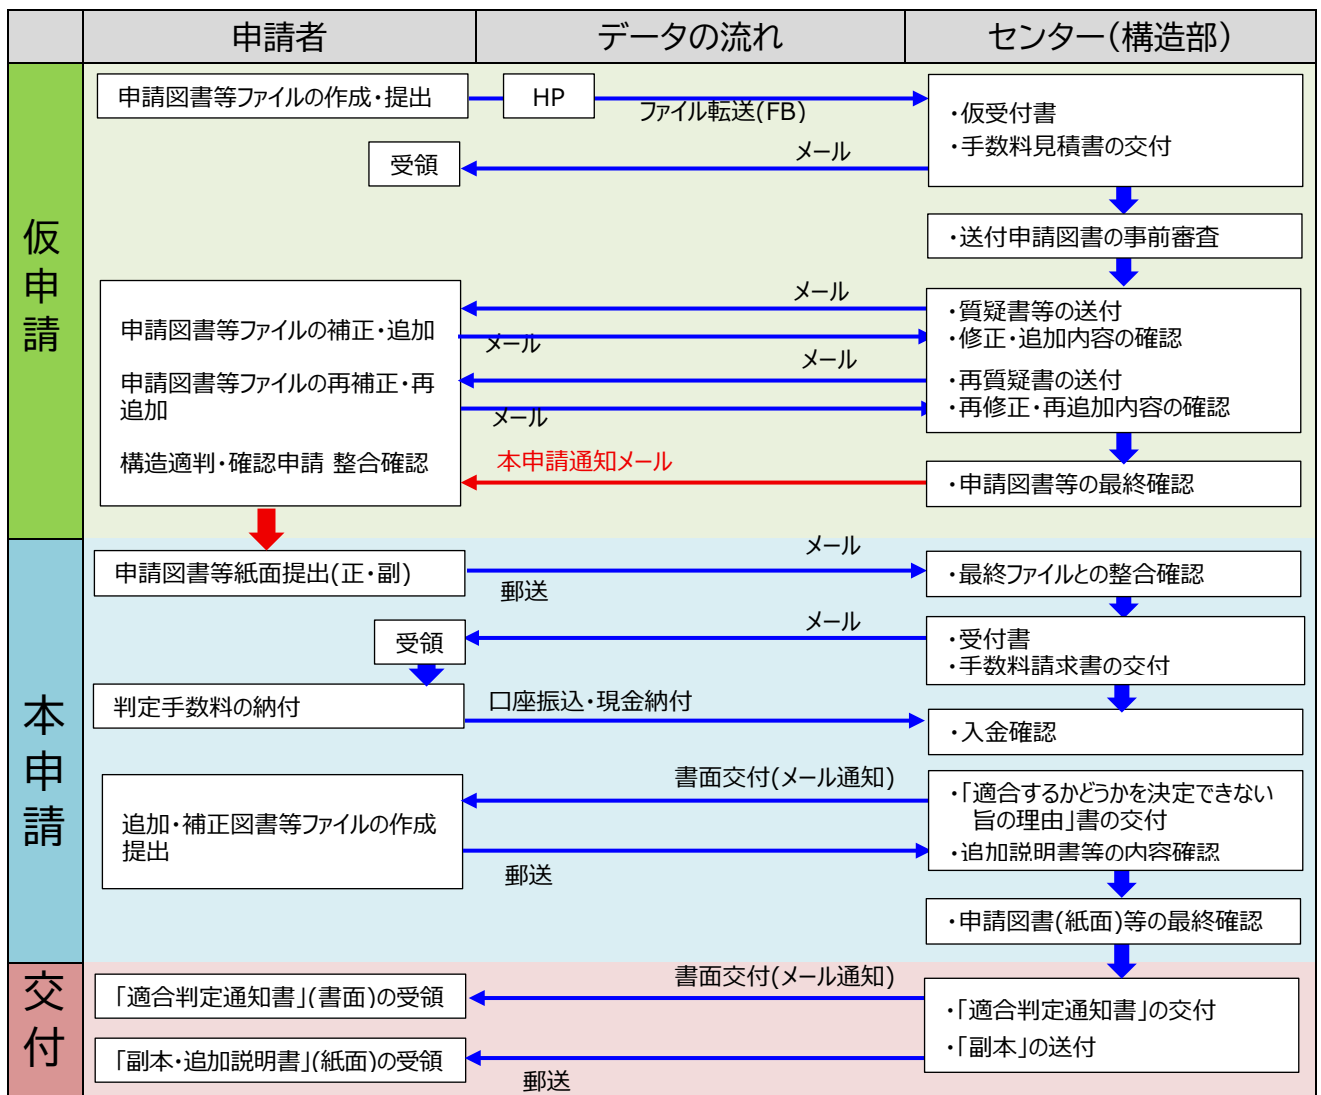 申請者
データの流れ
センター(構造部)
仮申請
申請図書等ファイルの作成・提出
HP
ファイル転送(FB)
・仮受付書
・手数料見積書の交付
メール
受領
・送付申請図書の事前審査
メール
・質疑書等の送付
申請図書等ファイルの補正・追加
メール
・修正・追加内容の確認
メール
申請図書等ファイルの再補正・再
追加
・再質疑書の送付
メール
・再修正・再追加内容の確認
構造適判・確認申請 整合確認
本申請通知メール
・申請図書等の最終確認
本申請
申請図書等紙面提出(正・副)
メール
郵送
・最終ファイルとの整合確認
メール
受領
・受付書
・手数料請求書の交付
判定手数料の納付
口座振込・現金納付
・入金確認
書面交付(メール通知)
・「適合するかどうかを決定できない
旨の理由」書の交付
追加・補正図書等ファイルの作成
提出
・追加説明書等の内容確認
郵送
・申請図書(紙面)等の最終確認
交付
書面交付(メール通知)
「適合判定通知書」(書面)の受領
・「適合判定通知書」の交付
・「副本」の送付
「副本・追加説明書」(紙面)の受領
郵送